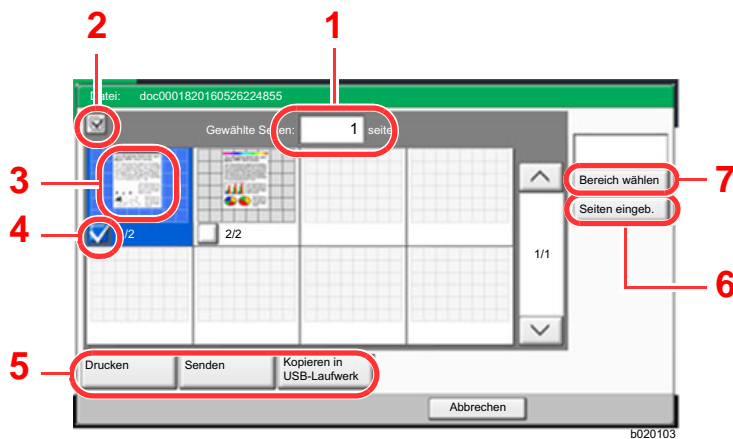 2
1
Datei: doc00018201605262248​55
Gewählte Seiten: 1 seite
3
7
Bereich wählen
Seiten eingeb.
4
1/2
2/2
1/1
6
5
Drucken
Senden
Kopieren in
USB-Laufwerk
Abbrechen
b020103